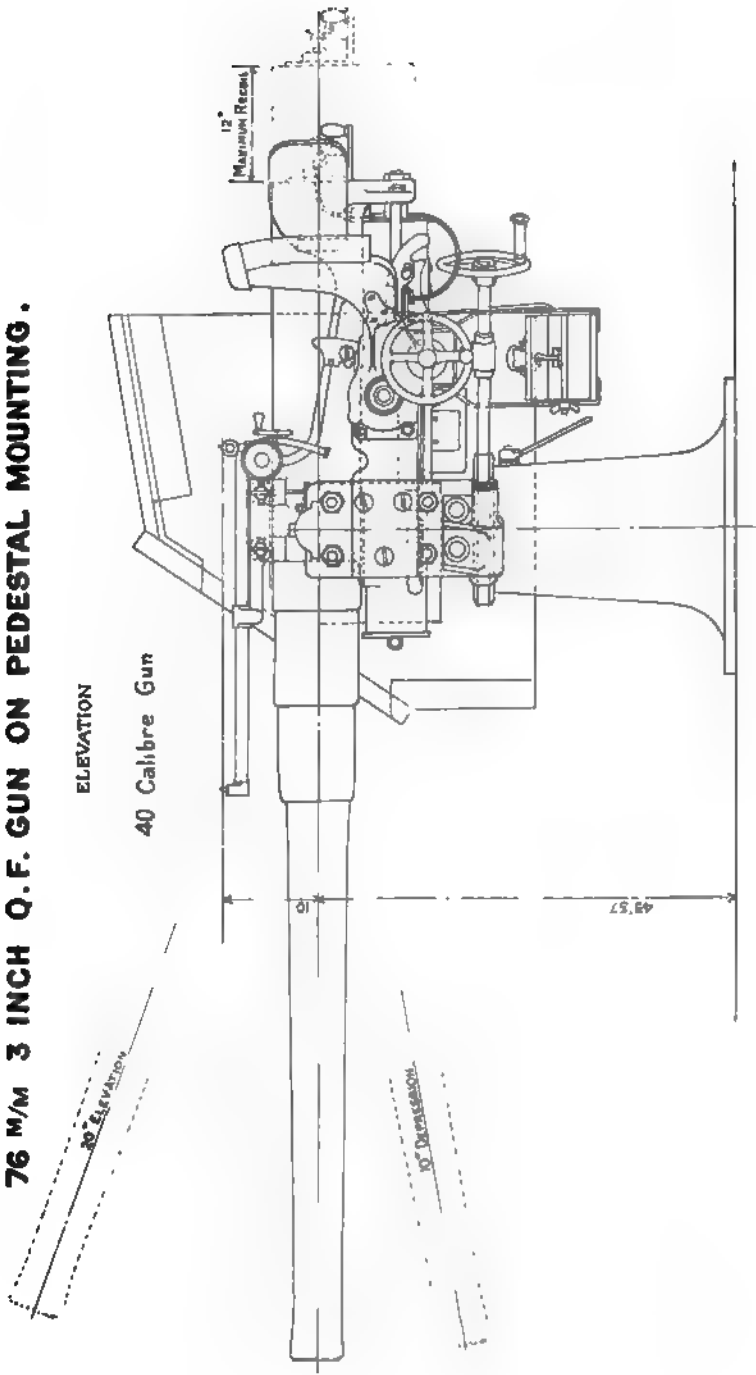 76 M/M 3 INCH Q.F. GUN ON PEDESTAL MOUNTING.
ELEVATION
40 Calibre Gun
12"
MAXIMUM RECOIL
20° ELEVATION
10
48'57
10° DEPRESSION